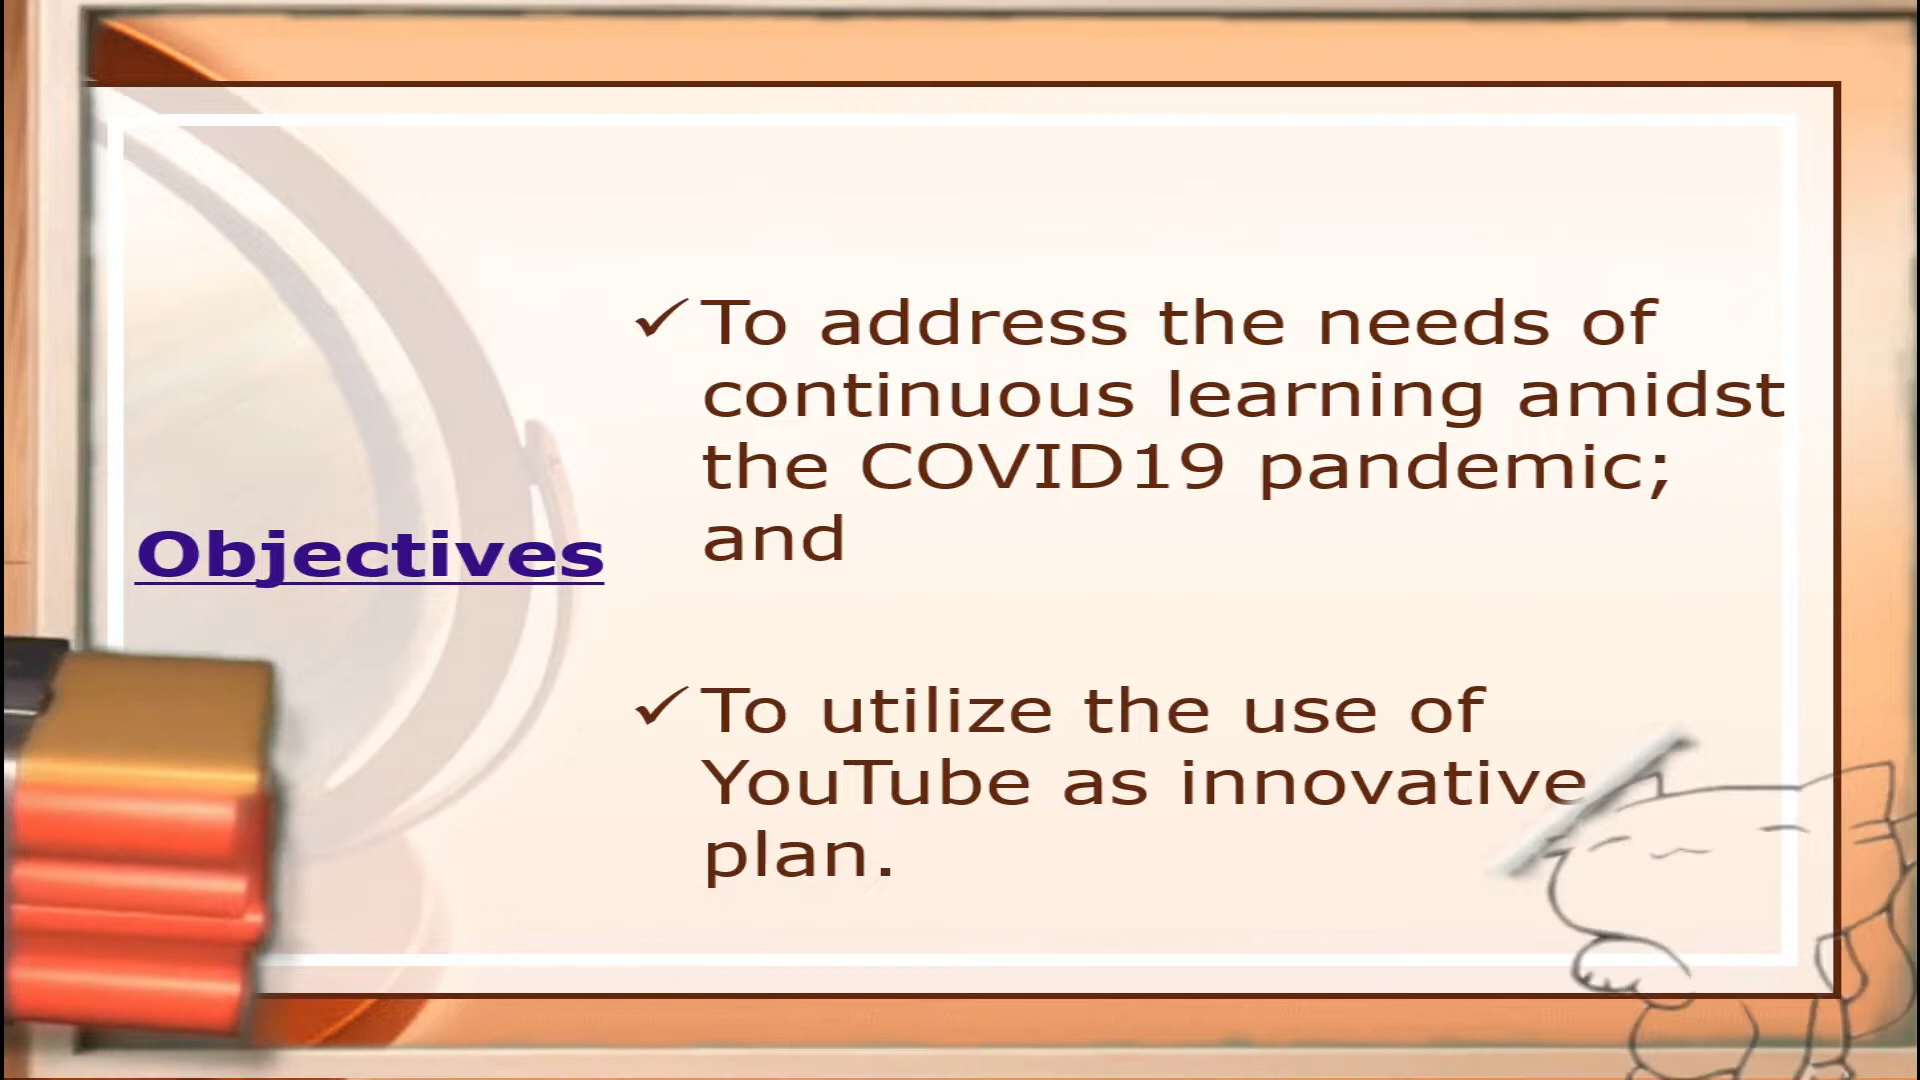 Objectives
✓To address the needs of
continuous learning amidst
the COVID19 pandemic;
and
✓To utilize the use of
YouTube as innovative
plan.